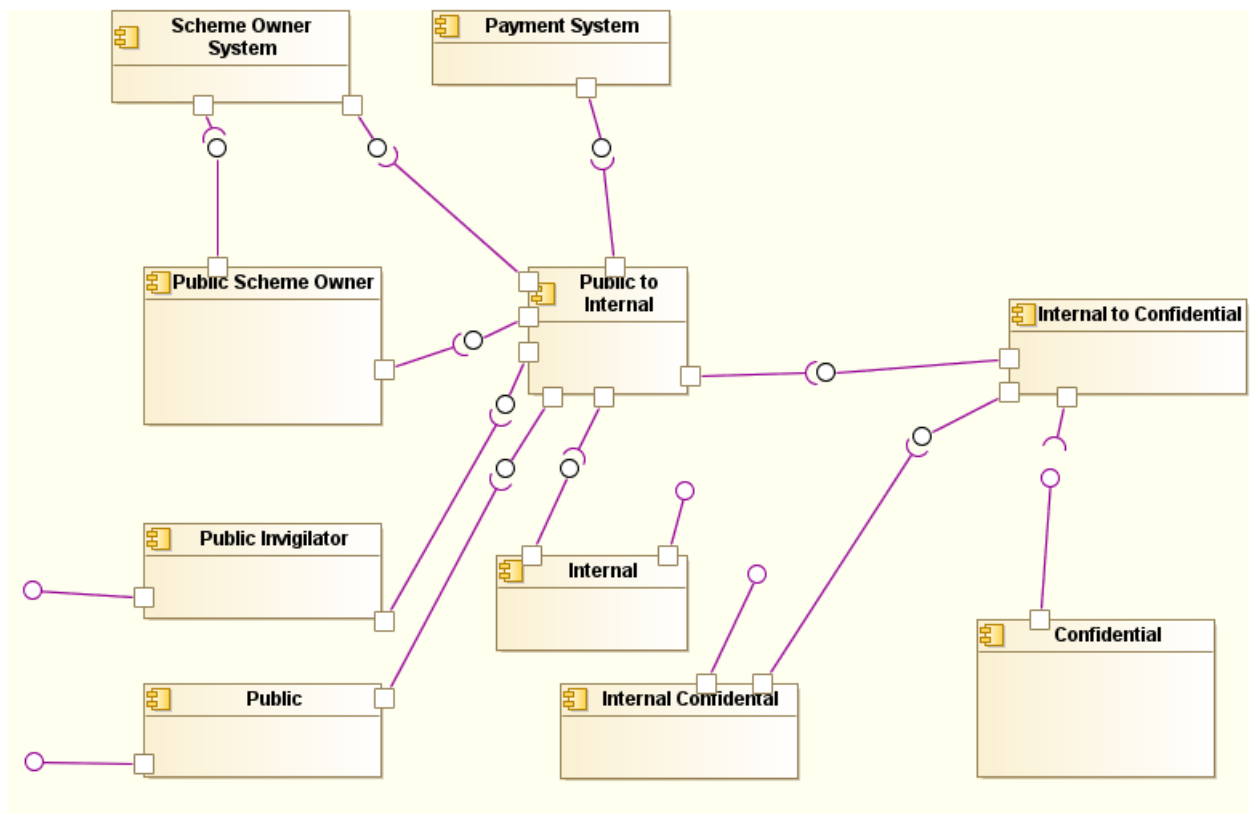 Scheme Owner
System
Payment System
Public Scheme Owner
Public to
Internal
Internal to Confidential
Public Invigilator
Internal
Confidential
Public
Internal Confidental